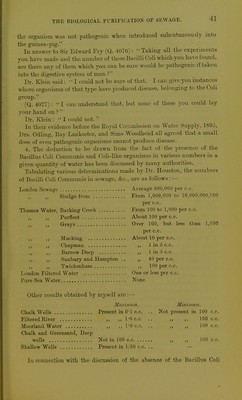 THE BIOLOGICAL PURIFICATION OF SEWAGE. 41
the organism was not pathogenic when introduced subcutaneously into
the guinea-pig."
In answer to Sir Edward Fry (Q. 4076): "Taking all the experiments
you have made and the number of those Bacilli Coli which you have found,
are there any of them which you can be sure would be pathogenic if taken
into the digestive system of man?"
Dr. Klein said: "I could not be sure of that. I can give you instances
where organisms of that type have produced disease, belonging to the Coli
group."
(Q. 4077): "I can understand that, but none of these you could lay
your hand on?"
Dr. Klein: "I could not."
In their evidence before the Royal Commission on Water Supply, 1893,
Drs. Odling, Ray Lankester, and Sims Woodhead all agreed that a small
dose of even pathogenic organisms cannot produce disease.
4. The deduction to be drawn from the fact of the presence of the
Bacillus Coli Communis and Coli-like organisms in various numbers in a
given quantity of water has been discussed by many authorities.
Tabulating various determinations made by Dr. Houston, the numbers
of Bacilli Coli Communis in sewage, &c., are as follows:—
London Sewage Average 600,000 per c.c.
Sludge from From 1,000,000 to 10,000,000,100
per c.c.
Thames Water, Barking Creek From 100 to 1,000 per c.c.
" " Purfleet About 100 per c.c.
" " Grays Over 100, but less than 1,000
per c.c.
" " Mucking About 10 per c.c.
" " Chapman " 1 in 5 c.c.
" " Barrow Deep " 1 in 5 c.c.
" " Sunbury and Hampton " 40 per c.c.
" " Twickenham " 100 per c.c.
London Filtered Water One or less per c.c.
Pure Sea Water None
Other results obtained by myself are:—
Maximum. Minimum.
Chalk Wells Present in 0·1 c.c. Not present in 100 c.c.
Filtered River " " 1·0 c.c. " " 100 c.c.
Moorland Water " " 1·0 c.c. " " 100 c.c.
Chalk and Greensand, Deep
wells Not in 100 c.c. " " 100 c.c.
Shallow Wells Present in 1/50 c.c. —
In connection with the discussion of the absence of the Bacillus Coli